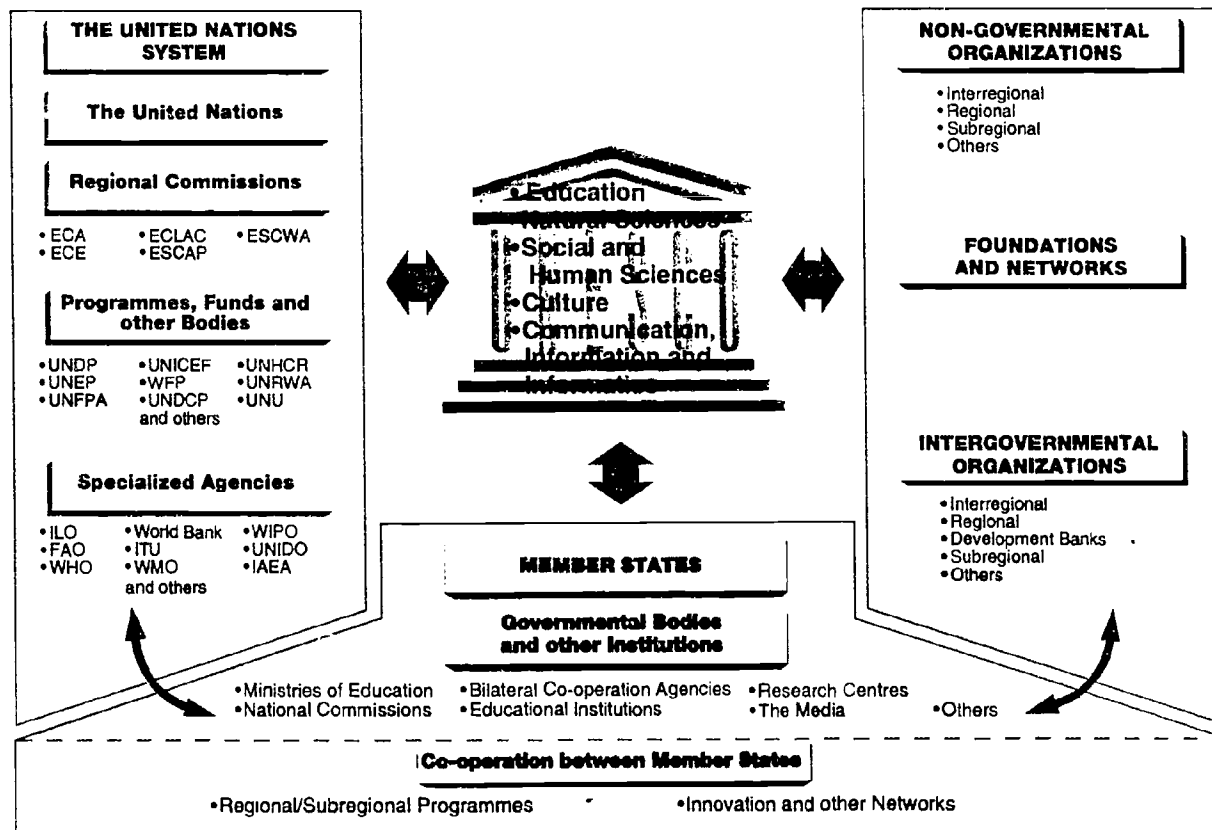 THE UNITED NATIONS
SYSTEM
The United Nations
Regional Commissions
•ECA •ECLAC •ESCWA
•ECE •ESCAP
Programmes, Funds and
other Bodies
•UNDP •UNICEF •UNHCR
•UNEP •WFP •UNRWA
•UNFPA •UNDCP •UNU
and others
Specialized Agencies
•ILO •World Bank •WIPO
•FAO •ITU •UNIDO
•WHO •WMO •IAEA
and others
• Education
• Natural Sciences
•Social and
Human Sciences
•Culture
•Communication,
Information and
Informatics
NON-GOVERNMENTAL
ORGANIZATIONS
•Interregional
•Regional
•Subregional
•Others
FOUNDATIONS
AND NETWORKS
INTERGOVERNMENTAL
ORGANIZATIONS
•Interregional
•Regional
•Development Banks
•Subregional
•Others
MEMBER STATES
Governmental Bodies
and other Institutions
•Ministries of Education •Bilateral Co-operation Agencies •Research Centres
•National Commissions •Educational Institutions •The Media •Others
Co-operation between Member States
•Regional/Subregional Programmes •Innovation and other Networks